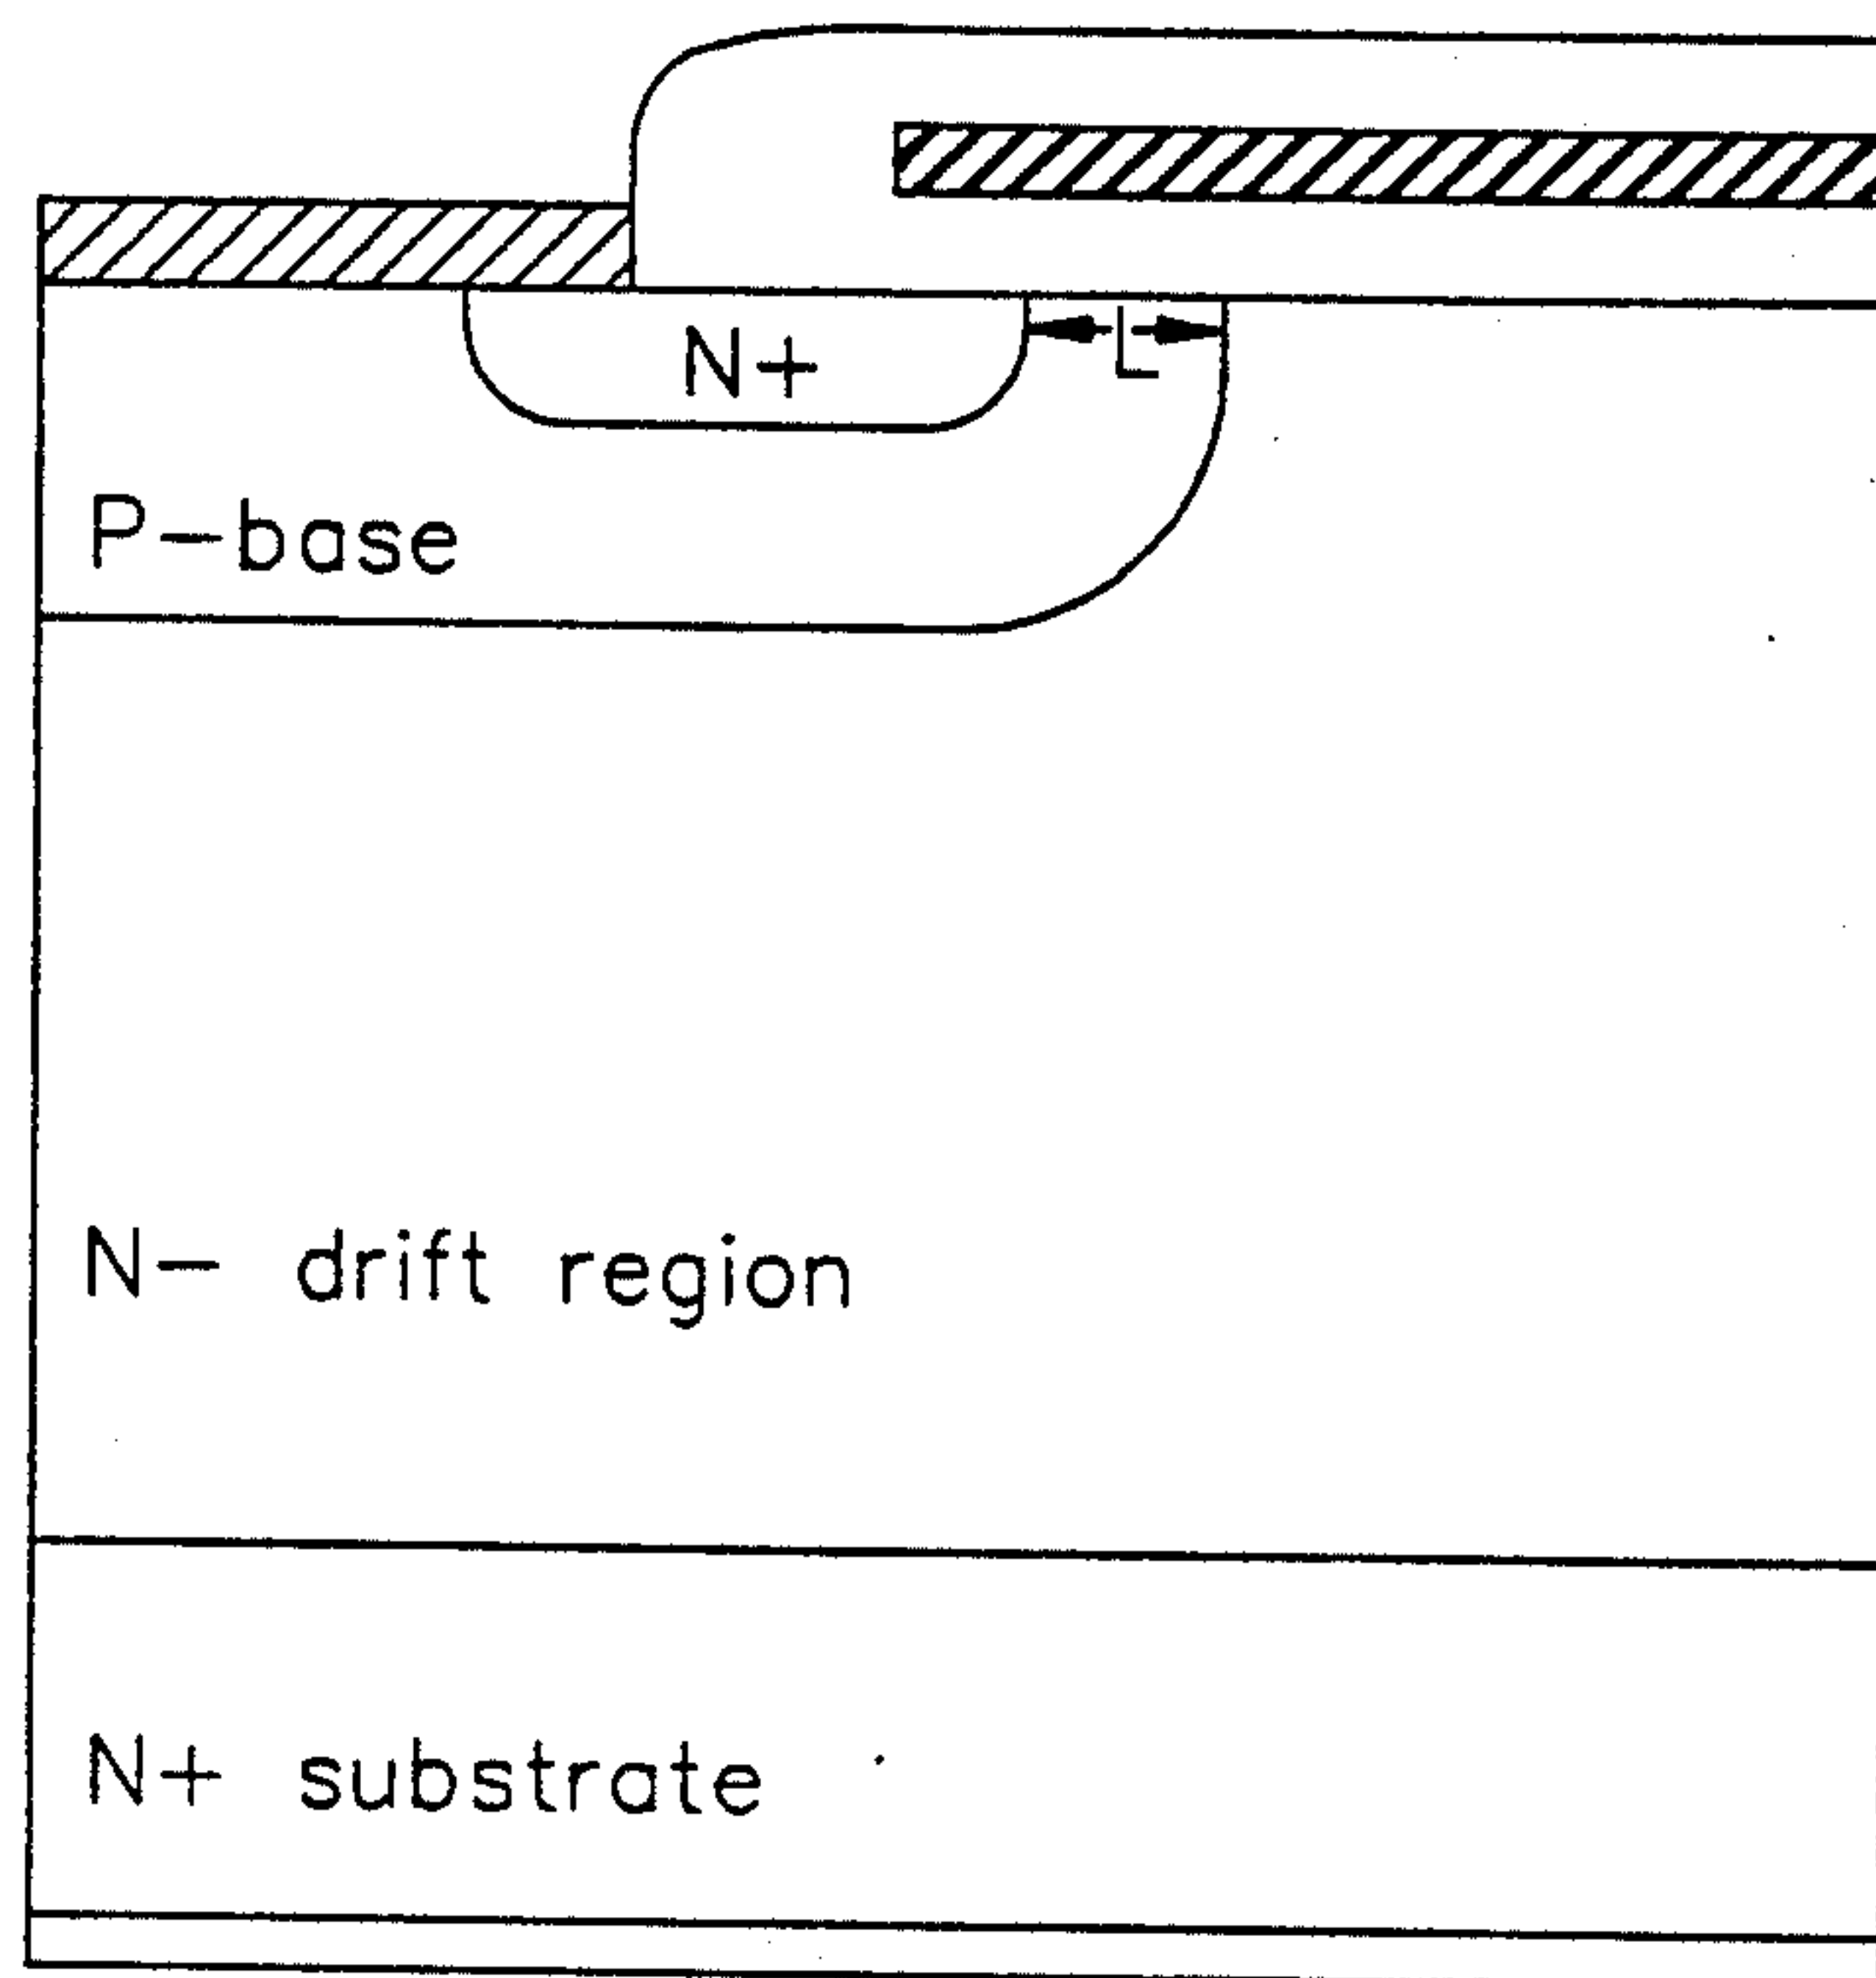 N+
L
P-base
N- drift region
N+ substrate